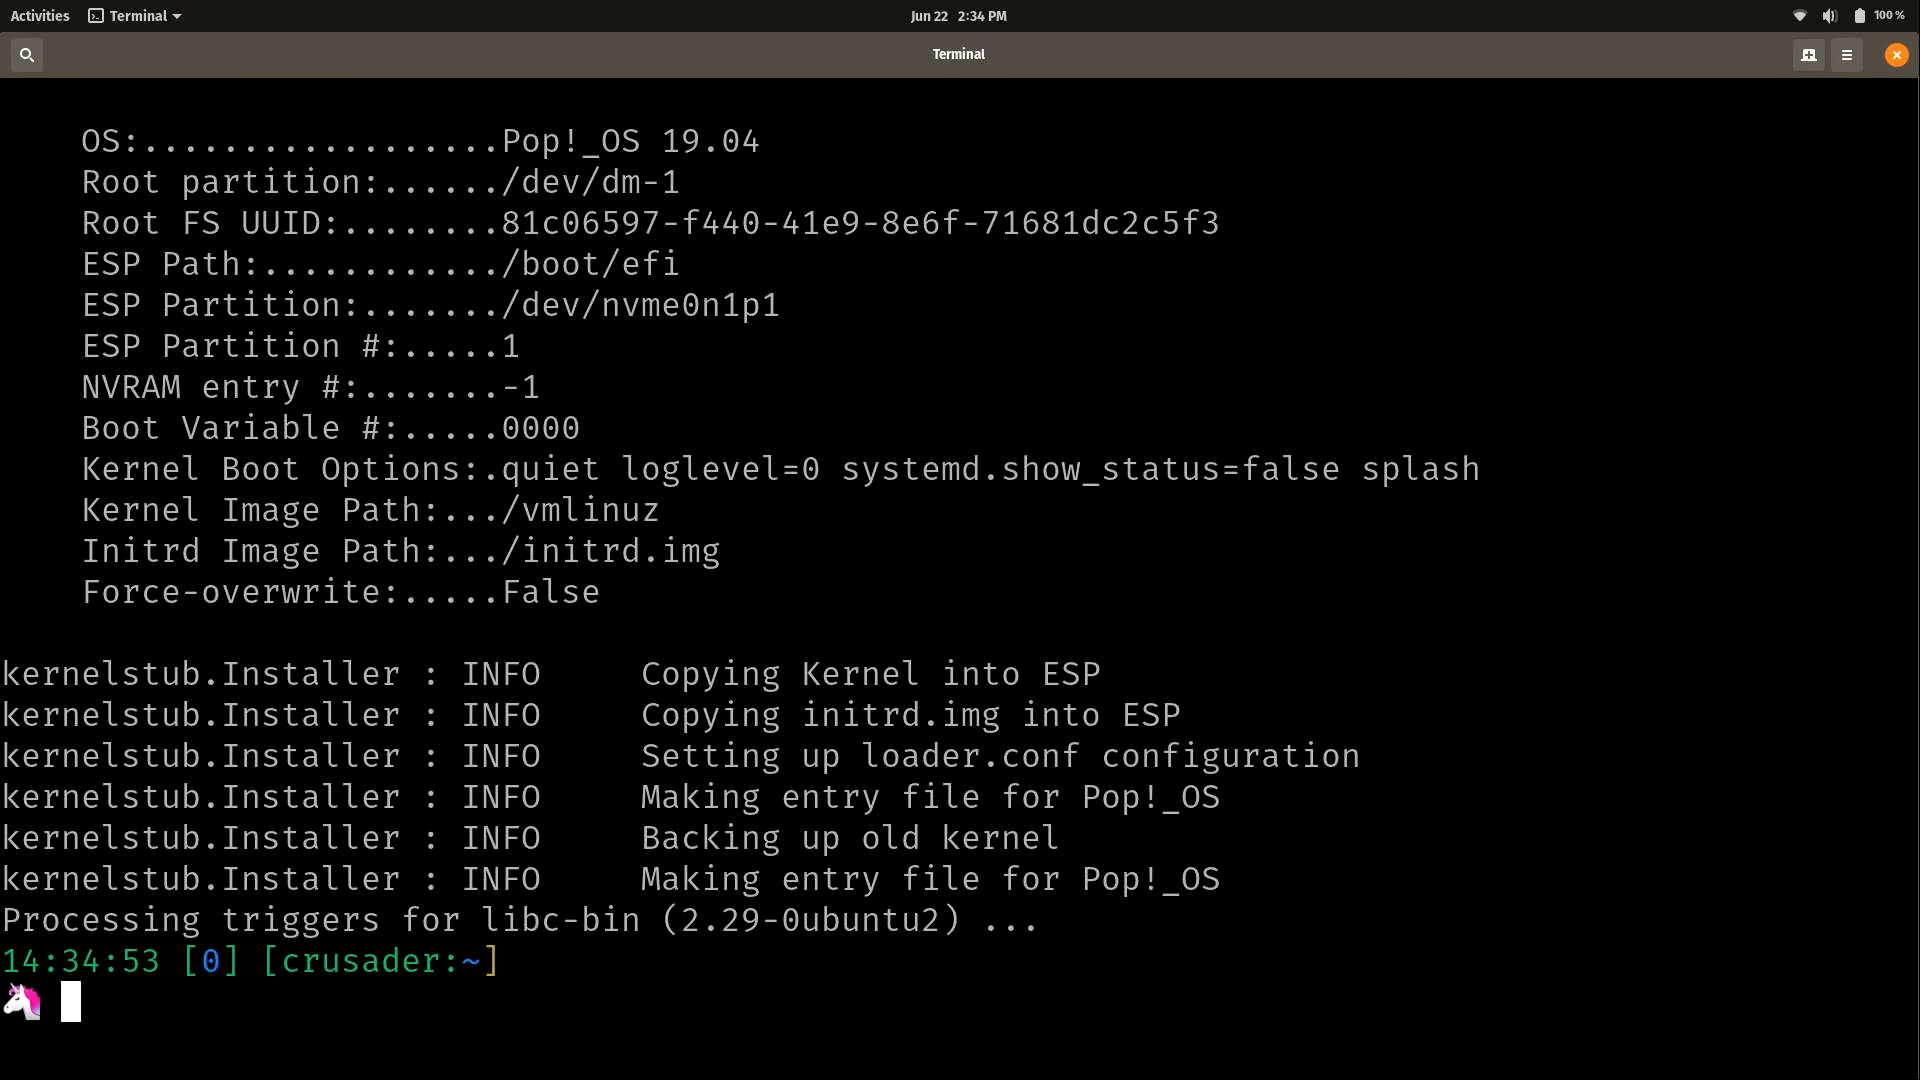 Activities Terminal Jun 22 2:34 PM 100 %
Terminal
OS:..................Pop!_OS 19.04
Root partition:....../dev/dm-1
Root FS UUID:........81c06597-f440-41e9-8e6f-71681dc2c5f3
ESP Path:............/boot/efi
ESP Partition:......./dev/nvme0n1p1
ESP Partition #:.....1
NVRAM entry #:.......-1
Boot Variable #:.....0000
Kernel Boot Options:.quiet loglevel=0 systemd.show_status=false splash
Kernel Image Path:.../vmlinuz
Initrd Image Path:.../initrd.img
Force-overwrite:.....False
kernelstub.Installer : INFO     Copying Kernel into ESP
kernelstub.Installer : INFO     Copying initrd.img into ESP
kernelstub.Installer : INFO     Setting up loader.conf configuration
kernelstub.Installer : INFO     Making entry file for Pop!_OS
kernelstub.Installer : INFO     Backing up old kernel
kernelstub.Installer : INFO     Making entry file for Pop!_OS
Processing triggers for libc-bin (2.29-0ubuntu2) ...
14:34:53 [0] [crusader:~]